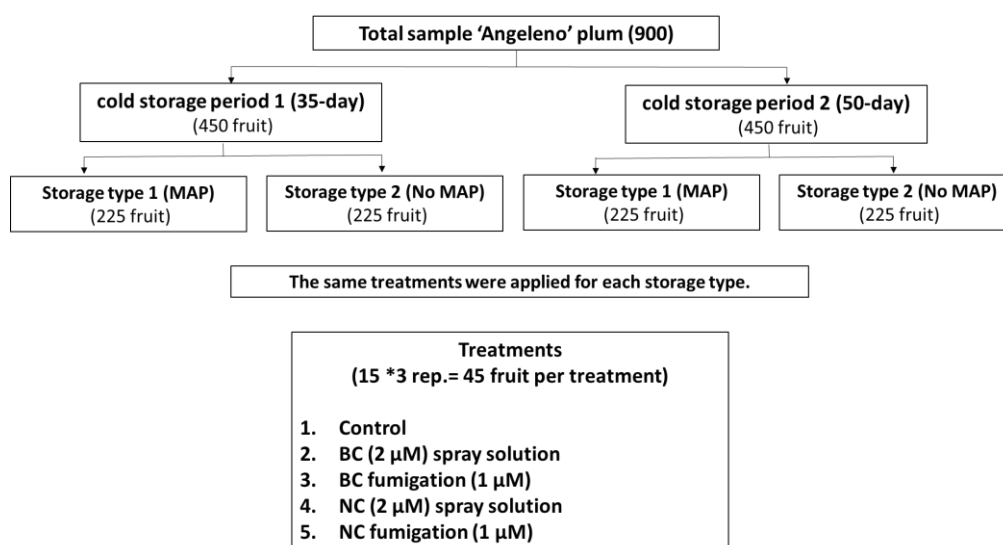 Total sample ‘Angeleno’ plum (900)
cold storage period 1 (35-day)
(450 fruit)
cold storage period 2 (50-day)
(450 fruit)
Storage type 1 (MAP)
(225 fruit)
Storage type 2 (No MAP)
(225 fruit)
Storage type 1 (MAP)
(225 fruit)
Storage type 2 (No MAP)
(225 fruit)
The same treatments were applied for each storage type.
Treatments
(15 *3 rep.= 45 fruit per treatment)
1. Control
2. BC (2 µM) spray solution
3. BC fumigation (1 µM)
4. NC (2 µM) spray solution
5. NC fumigation (1 µM)